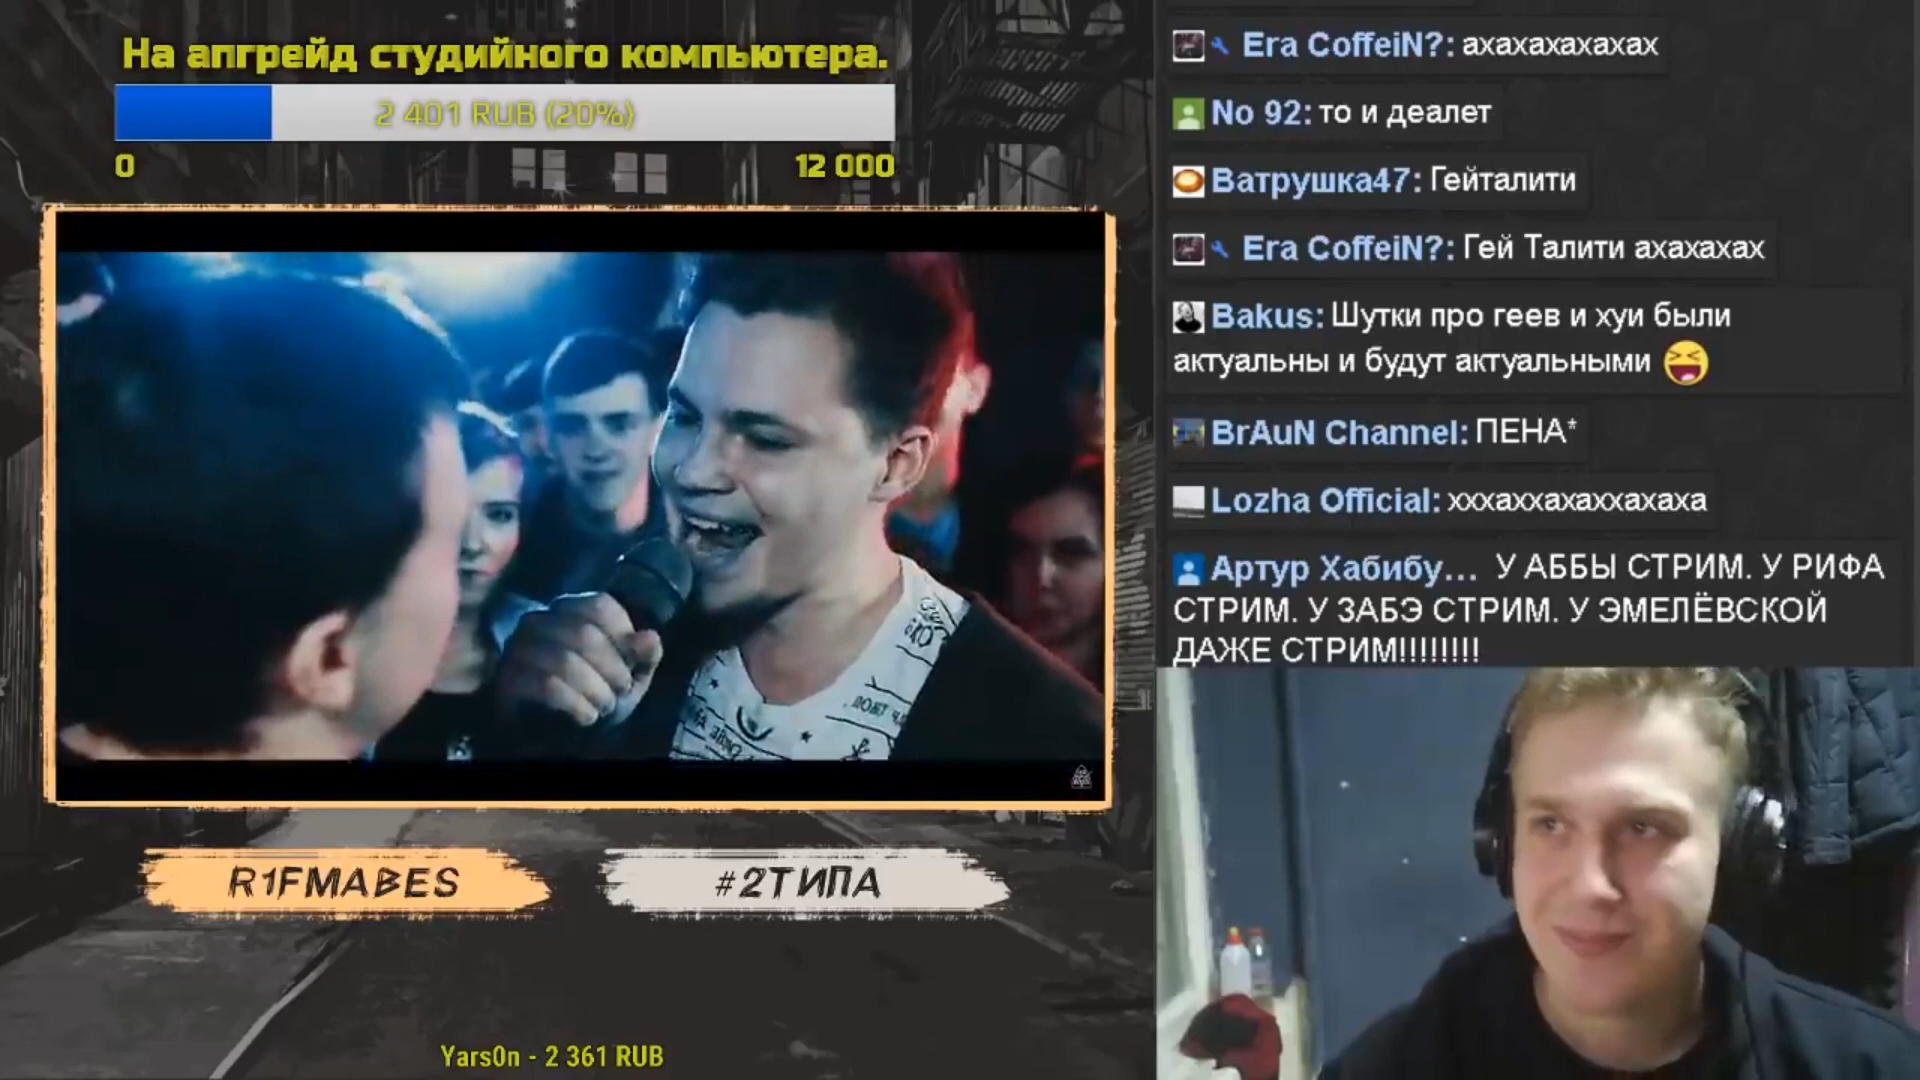 На апгрейд студийного компьютера.
2 401 RUB (20%)
0
12 000
R1FMABES
#2ТИПА
Yars0n - 2 361 RUB
Era CoffeiN?: ахахахахахах
No 92: то и деалет
Ватрушка47: Гейталити
Era CoffeiN?: Гей Талити ахахахах
Bakus: Шутки про геев и хуи были
актуальны и будут актуальными
BrAuN Channel: ПЕНА*
Lozha Official: хххаххахаххахаха
Артур Хабибу... У АББЫ СТРИМ. У РИФА
СТРИМ. У ЗАБЭ СТРИМ. У ЭМЕЛЁВСКОЙ
ДАЖЕ СТРИМ!!!!!!!!